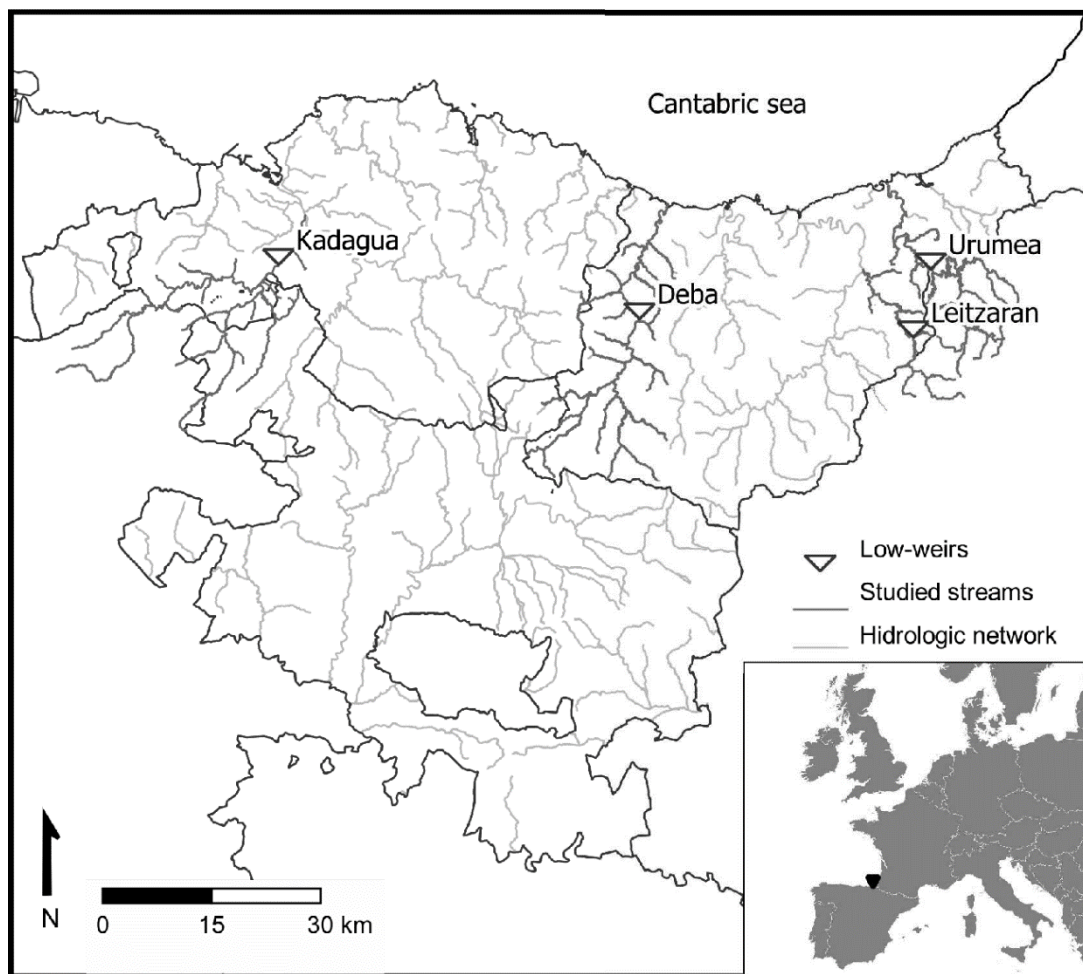 Cantabric sea
Kadagua
Urumea
Deba
Leitzaran
Low-weirs
Studied streams
Hidrologic network
N
0 15 30 km